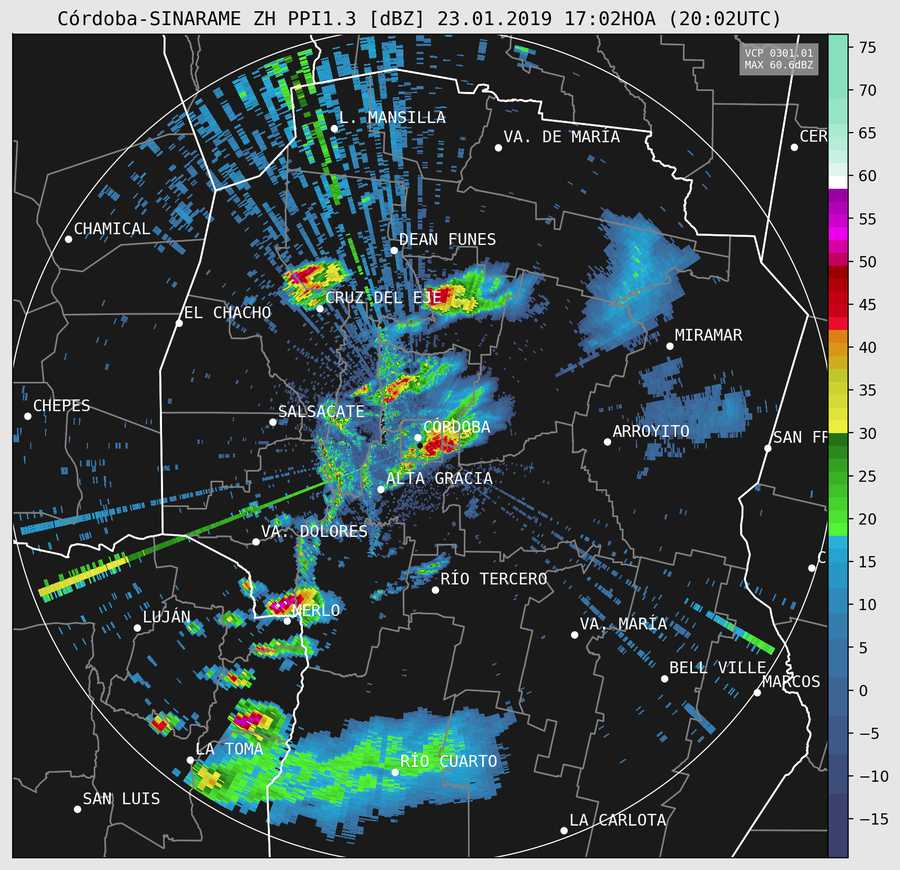 Córdoba-SINARAME ZH PPI1.3 [dBZ] 23.01.2019 17:02HOA (20:02UTC)
VCP 0301.01
MAX 60.6dBZ
75
70
65
60
55
50
45
40
35
30
25
20
15
10
5
0
−5
−10
−15
L. MANSILLA
VA. DE MARÍA
CER
CHAMICAL
DEAN FUNES
CRUZ DEL EJE
EL CHACHO
MIRAMAR
CHEPES
SALSACATE
CÓRDOBA
ARROYITO
SAN FR
ALTA GRACIA
VA. DOLORES
C
RÍO TERCERO
LUJÁN
MERLO
VA. MARÍA
BELL VILLE
MARCOS
LA TOMA
RÍO CUARTO
SAN LUIS
LA CARLOTA